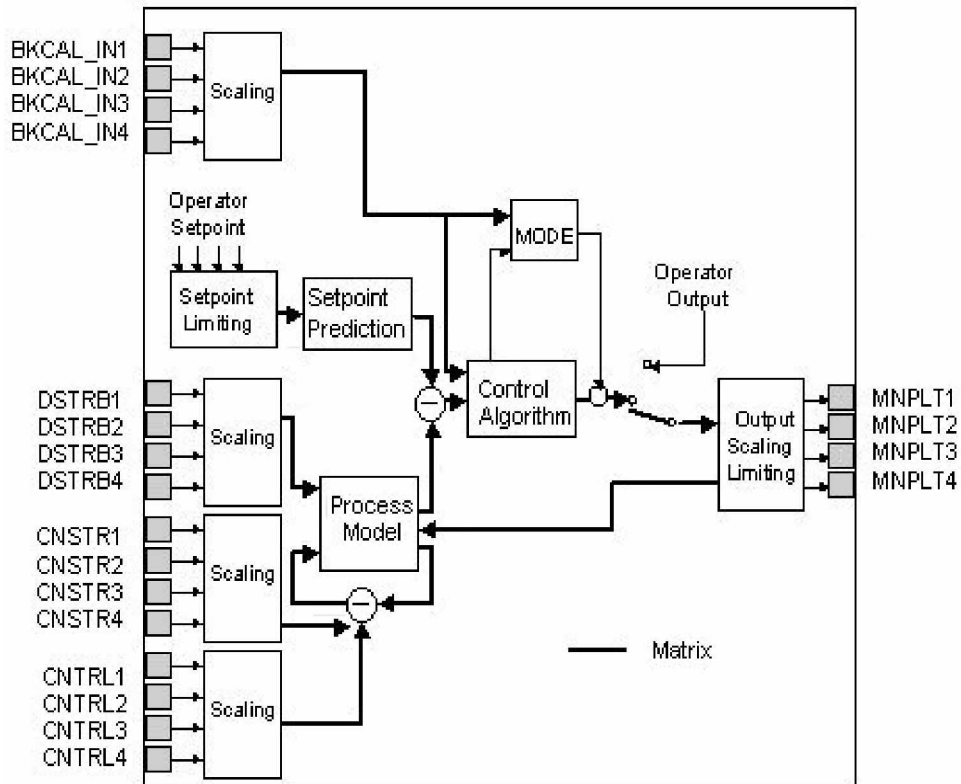 BKCAL_IN1
BKCAL_IN2
BKCAL_IN3
BKCAL_IN4
Scaling
Operator
Setpoint
Setpoint
Limiting
Setpoint
Prediction
MODE
Operator
Output
Control
Algorithm
DSTRB1
DSTRB2
DSTRB3
DSTRB4
Scaling
Process
Model
Output
Scaling
Limiting
MNPLT1
MNPLT2
MNPLT3
MNPLT4
CNSTR1
CNSTR2
CNSTR3
CNSTR4
Scaling
Matrix
CNTRL1
CNTRL2
CNTRL3
CNTRL4
Scaling